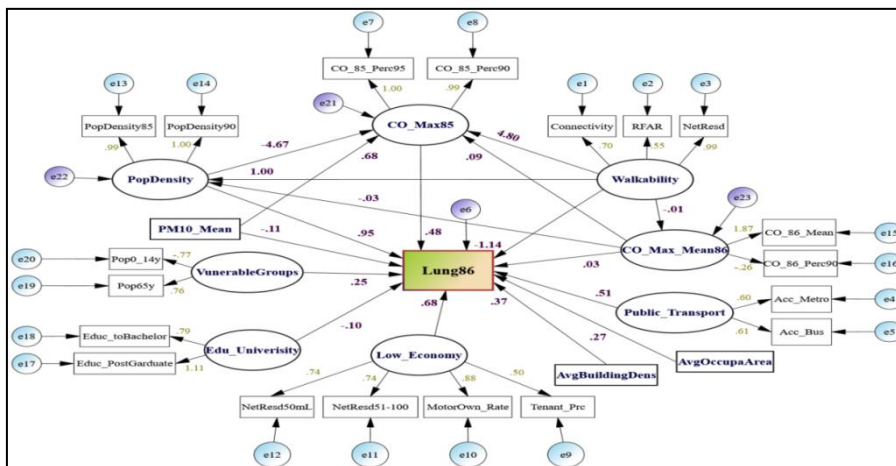 e7
e8
CO_85_Perc95
CO_85_Perc90
1.00
.99
e21
CO_Max85
e13
e14
PopDensity85
PopDensity90
.99
1.00
e22
PopDensity
e1
e2
e3
Connectivity
RFAR
NetResd
.70
.55
.99
Walkability
-4.67
.68
4.80
.09
1.00
-.03
-.01
e23
PM10_Mean
-.11
.95
.48
e6
-1.14
CO_Max_Mean86
1.87
CO_86_Mean
e15
-.26
CO_86_Perc90
e16
.03
e20
Pop0_14y
-.77
e19
Pop65y
.76
VunerableGroups
.25
Lung86
.51
Public_Transport
.60
Acc_Metro
e4
.61
Acc_Bus
e5
.68
.37
.27
e18
Educ_toBachelor
.79
e17
Educ_PostGarduate
1.11
Edu_Univerisity
-.10
Low_Economy
AvgBuildingDens
AvgOccupaArea
.74
.74
.88
.50
NetResd50mL
NetResd51-100
MotorOwn_Rate
Tenant_Prc
e12
e11
e10
e9